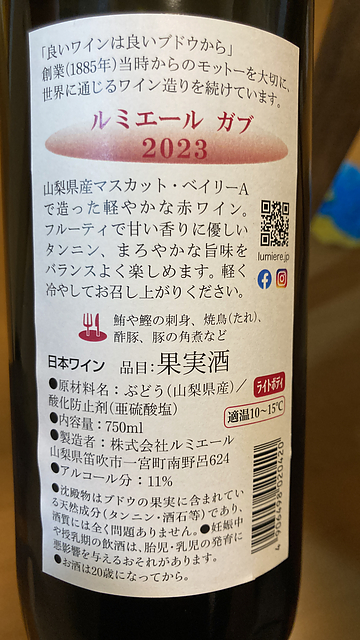 「良いワインは良いブドウから」
創業(1885年)当時からのモットーを大切に、
世界に通じるワイン造りを続けています。
ルミエール ガブ
2023
山梨県産マスカット・ベイリーA
で造った軽やかな赤ワイン。
フルーティで甘い香りに優しい
タンニン、まろやかな旨味を
バランスよく楽しめます。軽く
冷やしてお召し上がりください。
lumiere.jp
鮪や鰹の刺身、焼鳥(たれ)、
酢豚、豚の角煮など
日本ワイン 品目:果実酒
●原材料名:ぶどう(山梨県産)/
酸化防止剤(亜硫酸塩)
ライトボディ
適温10~15℃
●内容量:750ml
●製造者:株式会社ルミエール
山梨県笛吹市一宮町南野呂624
●アルコール分:11%
●沈殿物はブドウの果実に含まれてい
る天然成分(タンニン・酒石等)であり、
酒質には全く問題ありません。●妊娠中
や授乳期の飲酒は、胎児・乳児の発育に
悪影響を与えるおそれがあります。
●お酒は20歳になってから。
4 906498 020420